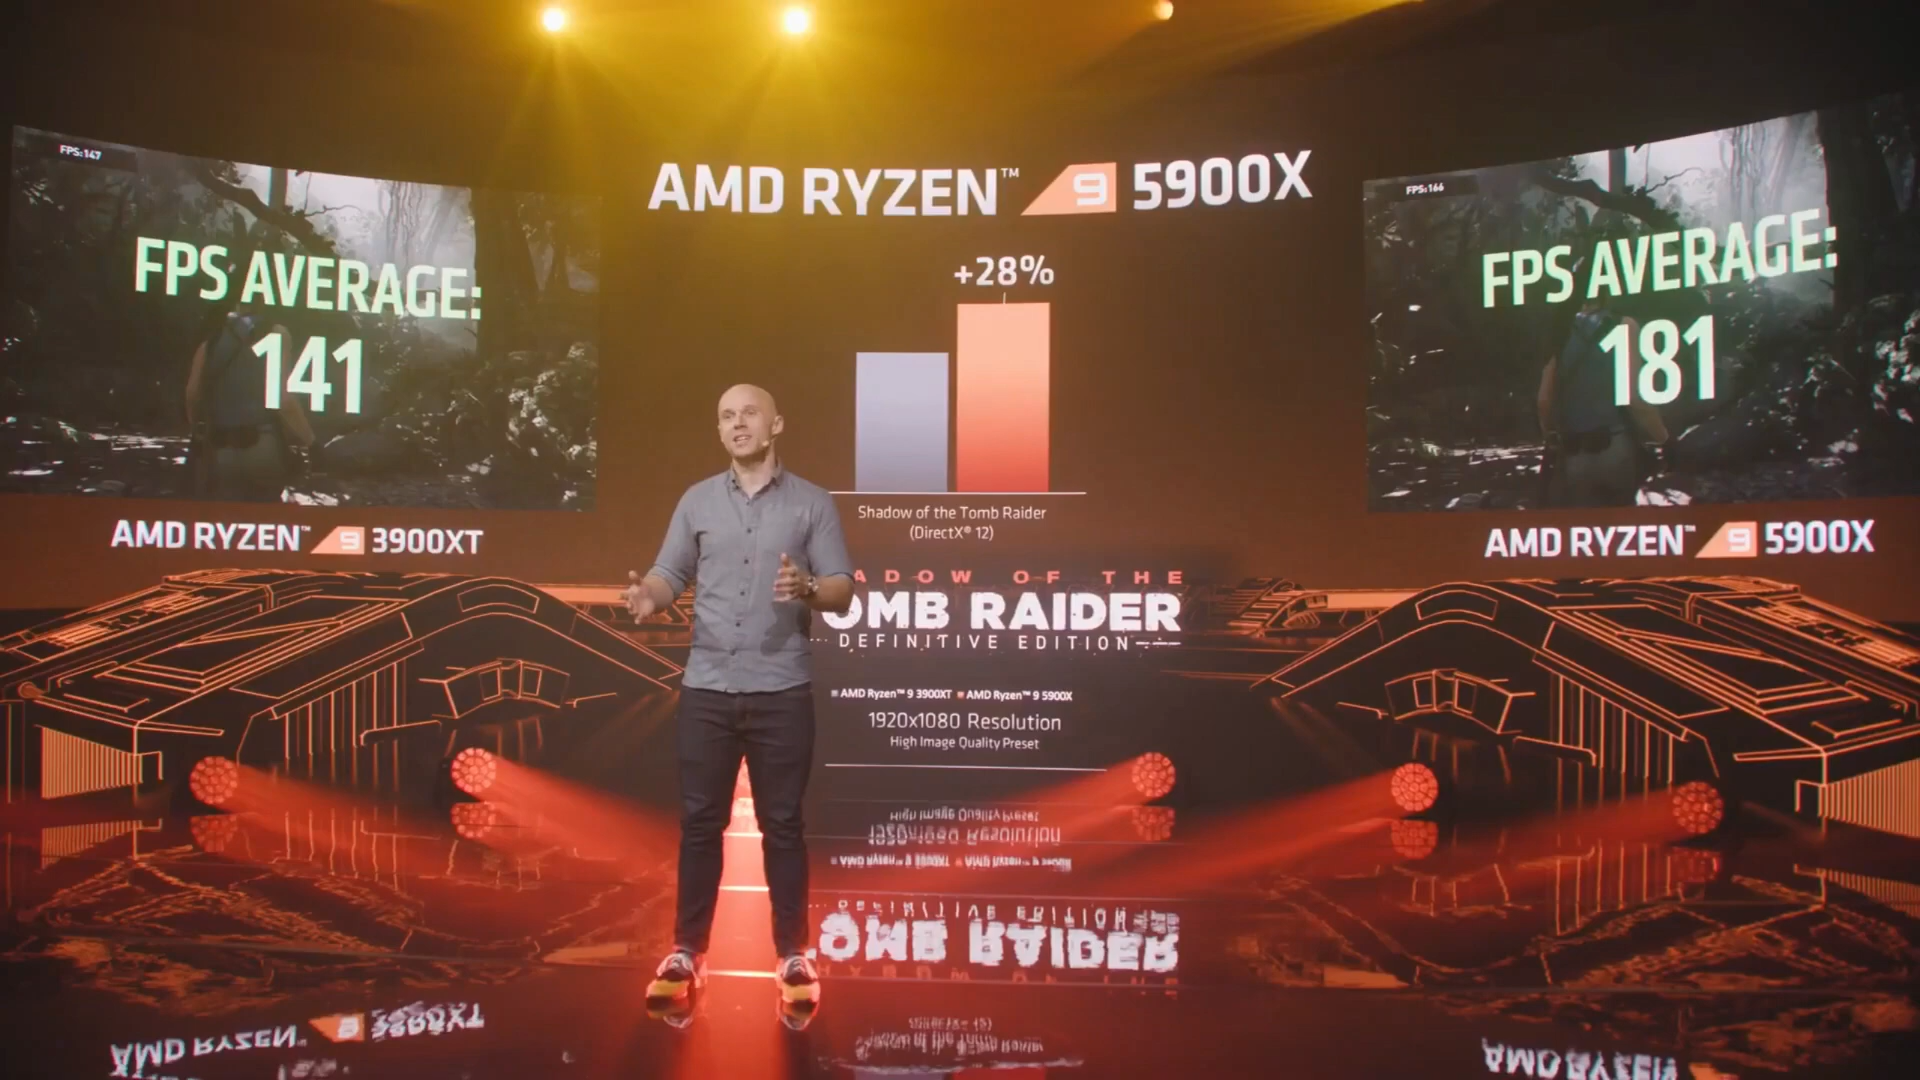 FPS:147
FPS AVERAGE:
141
AMD RYZEN™ 9 3900XT
AMD RYZEN™ 9 5900X
+28%
Shadow of the Tomb Raider
(DirectX® 12)
ADOW OF THE
OMB RAIDER
DEFINITIVE EDITION
AMD Ryzen™ 9 3900XT AMD Ryzen™ 9 5900X
1920x1080 Resolution
High Image Quality Preset
FPS:166
FPS AVERAGE:
181
AMD RYZEN™ 9 5900X